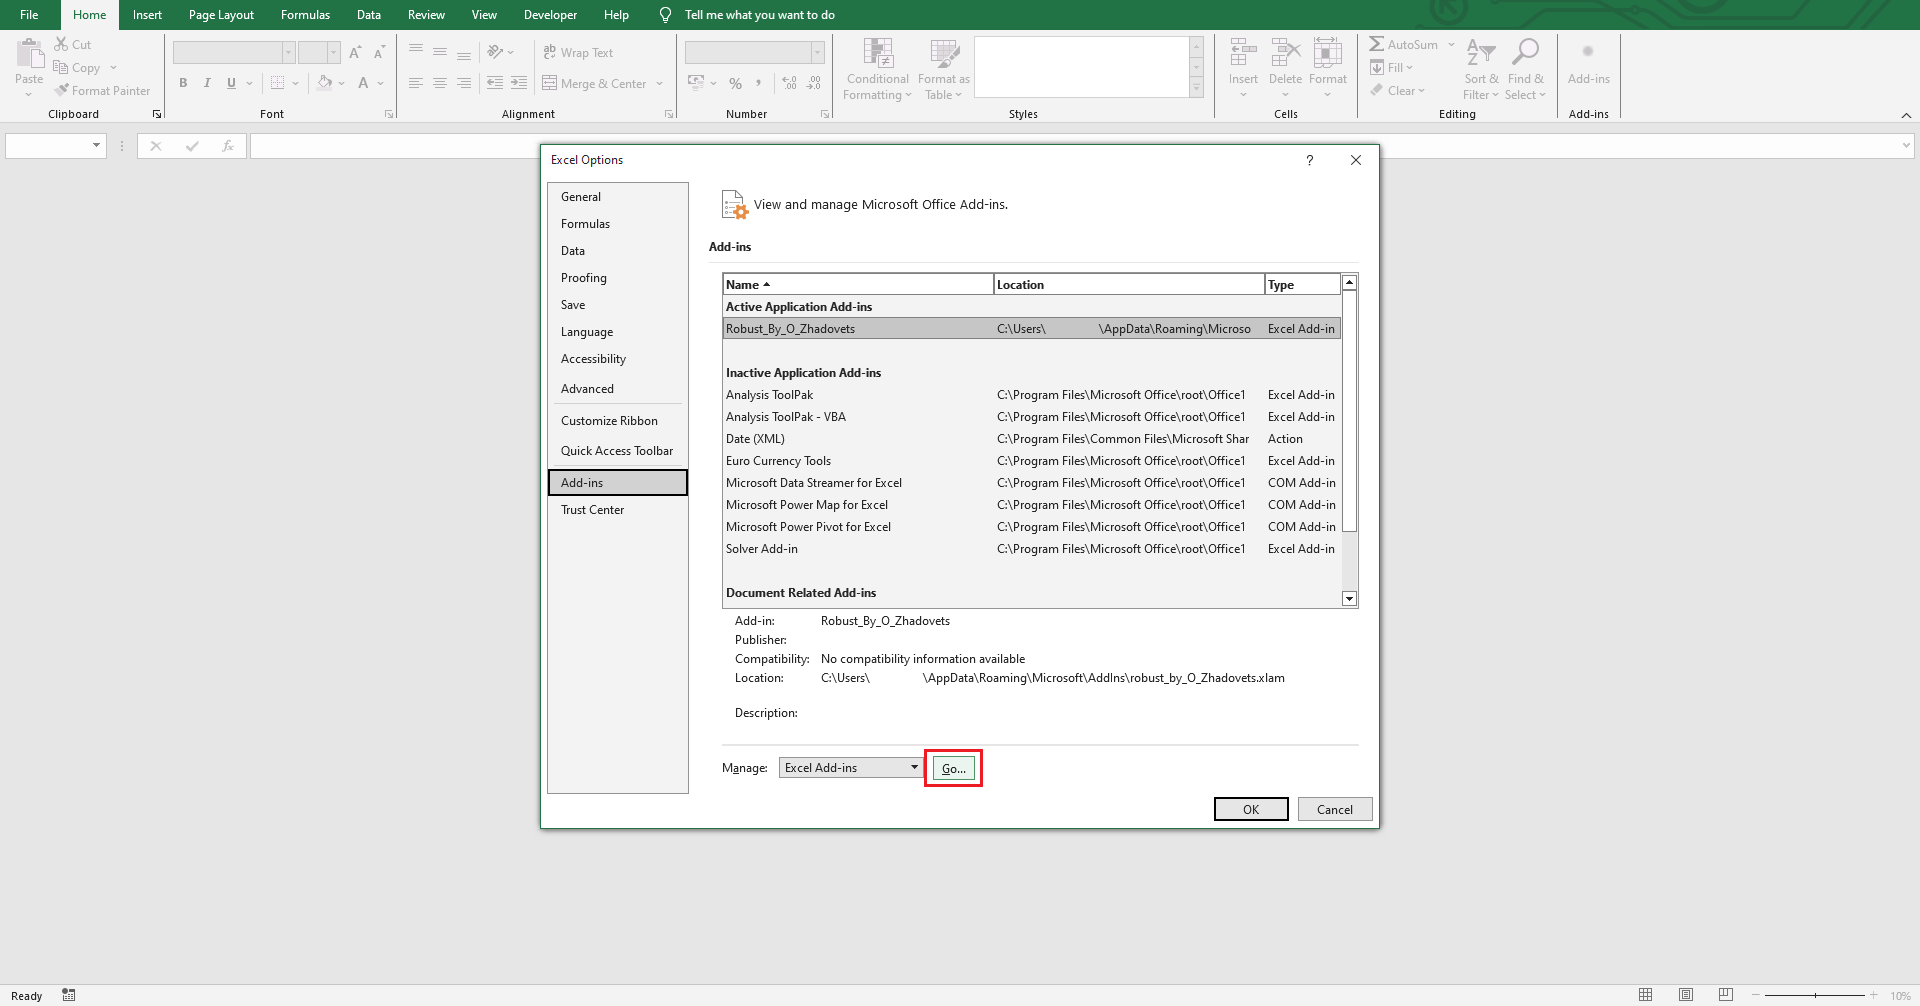 File Home Insert Page Layout Formulas Data Review View Developer Help Tell me what you want to do
Paste
Cut
Copy
Format Painter
Clipboard
B I U
A A A
Font
ab Wrap Text
Merge & Center
Alignment
% , .00
Number
Conditional Formatting
Format as Table
Styles
Insert Delete Format
Cells
AutoSum
Fill
Clear
Sort & Filter
Find & Select
Editing
Add-ins
Add-ins
fx
Excel Options ?
General
Formulas
Data
Proofing
Save
Language
Accessibility
Advanced
Customize Ribbon
Quick Access Toolbar
Add-ins
Trust Center
View and manage Microsoft Office Add-ins.
Add-ins
Name Location Type
Active Application Add-ins
Robust_By_O_Zhadovets C:\Users\ \AppData\Roaming\Microso Excel Add-in
Inactive Application Add-ins
Analysis ToolPak C:\Program Files\Microsoft Office\root\Office1 Excel Add-in
Analysis ToolPak - VBA C:\Program Files\Microsoft Office\root\Office1 Excel Add-in
Date (XML) C:\Program Files\Common Files\Microsoft Shar Action
Euro Currency Tools C:\Program Files\Microsoft Office\root\Office1 Excel Add-in
Microsoft Data Streamer for Excel C:\Program Files\Microsoft Office\root\Office1 COM Add-in
Microsoft Power Map for Excel C:\Program Files\Microsoft Office\root\Office1 COM Add-in
Microsoft Power Pivot for Excel C:\Program Files\Microsoft Office\root\Office1 COM Add-in
Solver Add-in C:\Program Files\Microsoft Office\root\Office1 Excel Add-in
Document Related Add-ins
Add-in: Robust_By_O_Zhadovets
Publisher:
Compatibility: No compatibility information available
Location: C:\Users\ \AppData\Roaming\Microsoft\AddIns\robust_by_O_Zhadovets.xlam
Description:
Manage: Excel Add-ins Go...
OK Cancel
Ready 10%